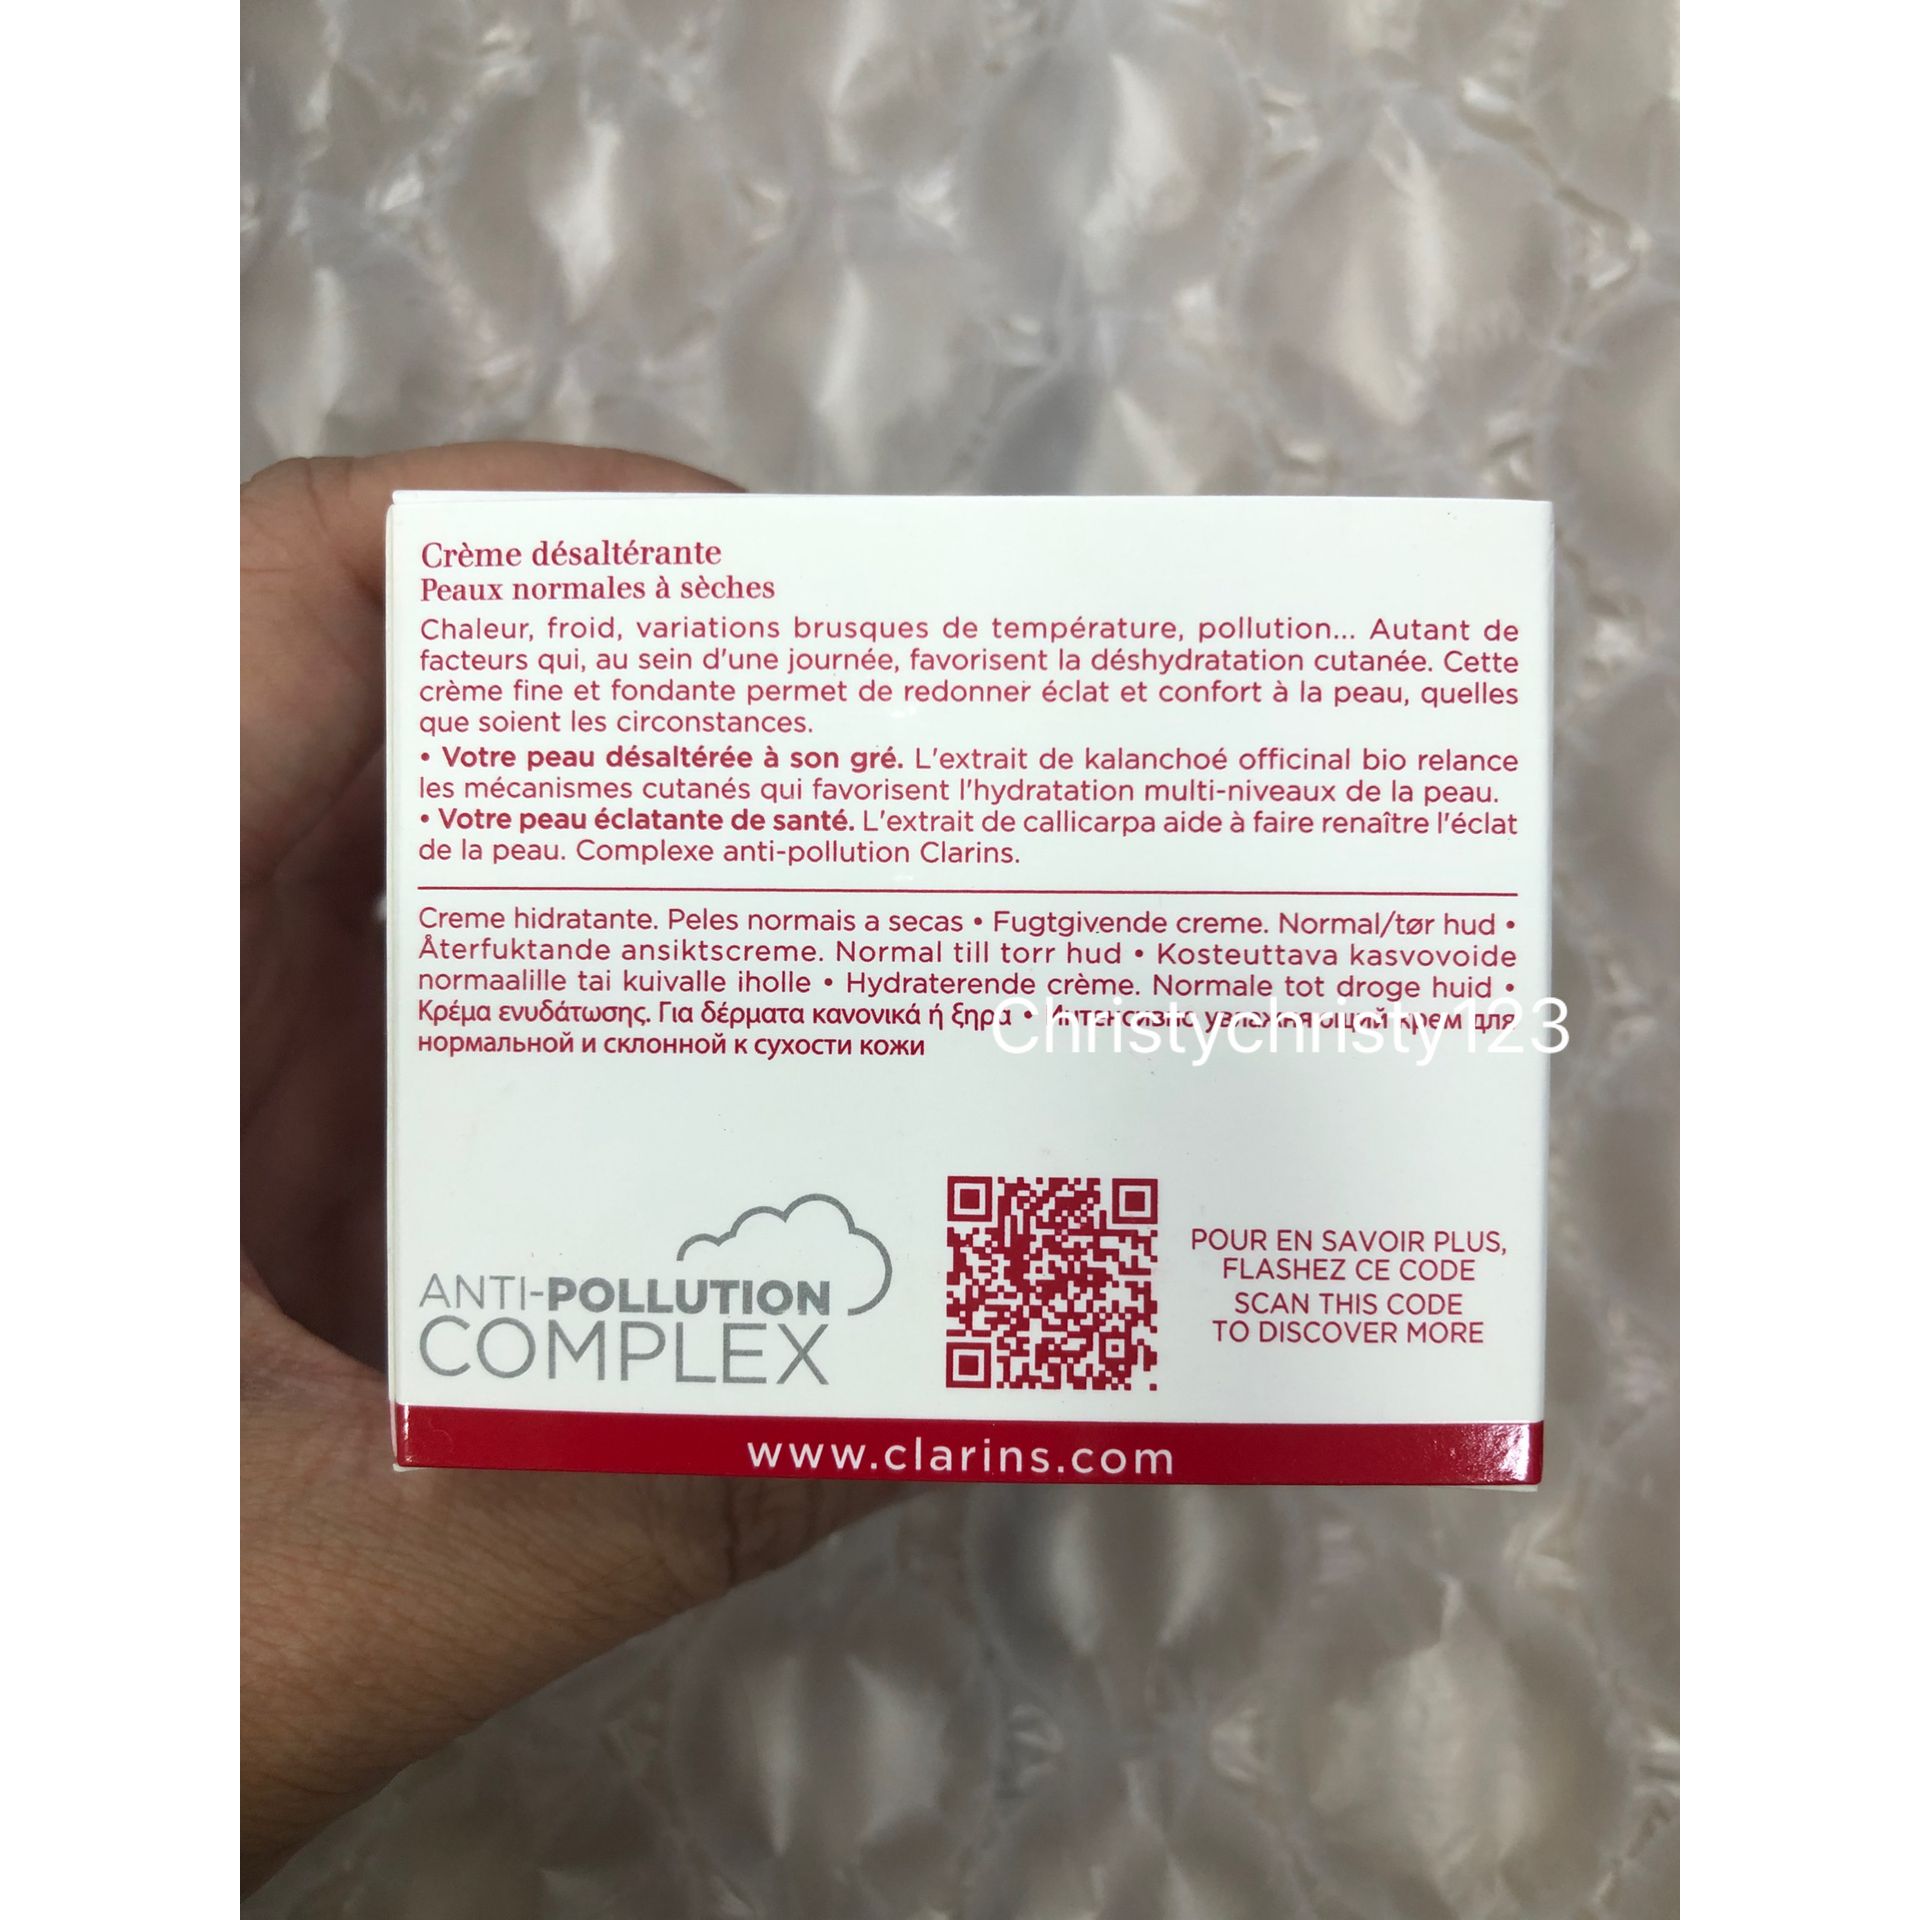 Crème désaltérante
Peaux normales à sèches
Chaleur, froid, variations brusques de température, pollution... Autant de
facteurs qui, au sein d'une journée, favorisent la déshydratation cutanée. Cette
crème fine et fondante permet de redonner éclat et confort à la peau, quelles
que soient les circonstances.
• Votre peau désaltérée à son gré. L'extrait de kalanchoé officinal bio relance
les mécanismes cutanés qui favorisent l'hydratation multi-niveaux de la peau.
• Votre peau éclatante de santé. L'extrait de callicarpa aide à faire renaître l'éclat
de la peau. Complexe anti-pollution Clarins.
Creme hidratante. Peles normais a secas • Fugtgivende creme. Normal/tør hud •
Återfuktande ansiktscreme. Normal till torr hud • Kosteuttava kasvovoide
normaalille tai kuivalle iholle • Hydraterende crème. Normale tot droge huid •
Κρέμα ενυδάτωσης. Για δέρματα κανονικά ή ξηρά • Интенсивно увлажняющий крем для
нормальной и склонной к сухости кожи
Christychristy123
ANTI-POLLUTION
COMPLEX
POUR EN SAVOIR PLUS,
FLASHEZ CE CODE
SCAN THIS CODE
TO DISCOVER MORE
www.clarins.com